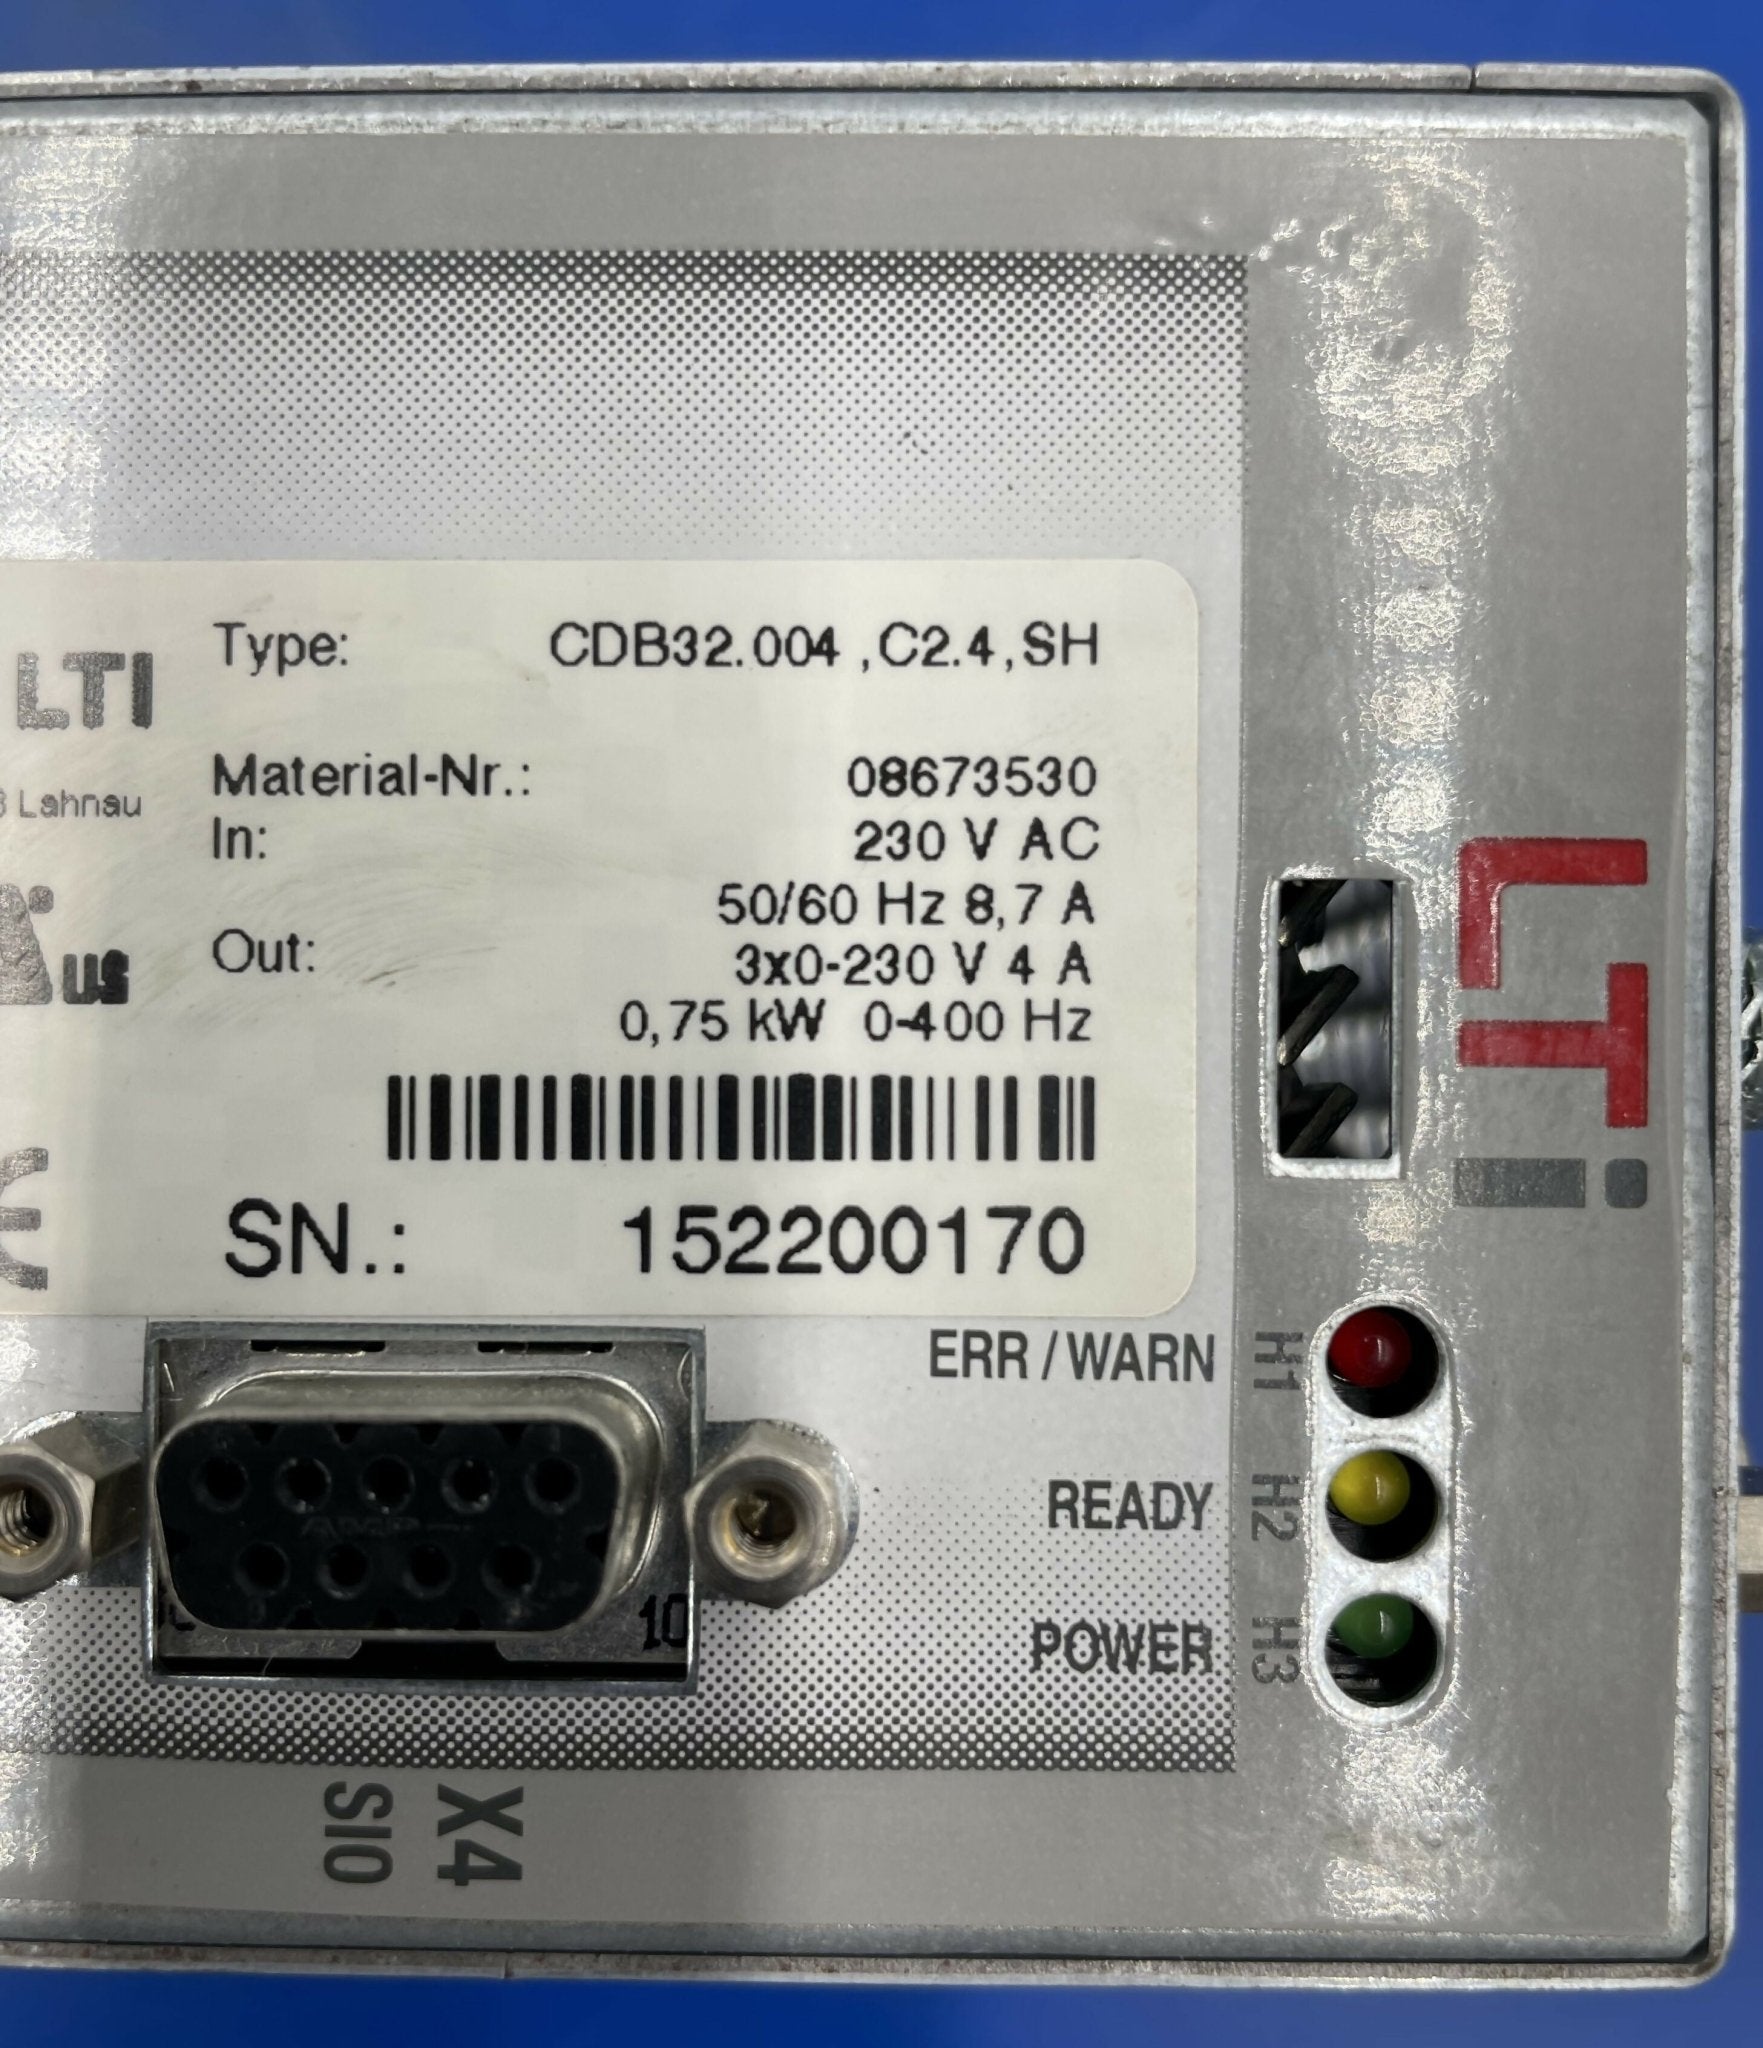 LTI
Lahnau
US
Type: CDB32.004 ,C2.4,SH
Material-Nr.: 08673530
In: 230 V AC
50/60 Hz 8,7 A
Out: 3x0-230 V 4 A
0,75 kW 0-400 Hz
SN.: 152200170
LTi
ERR/WARN H1
READY H2
POWER H3
10
X4
SIO